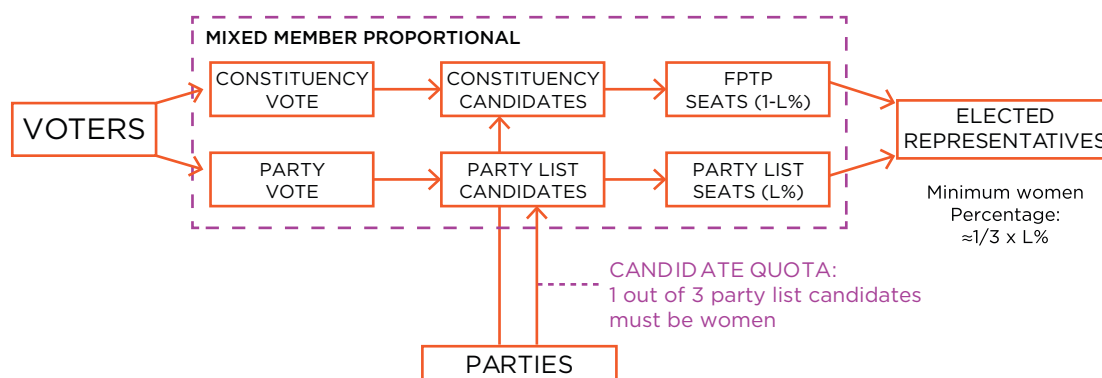 MIXED MEMBER PROPORTIONAL
VOTERS
CONSTITUENCY
VOTE
CONSTITUENCY
CANDIDATES
FPTP
SEATS (1-L%)
PARTY
VOTE
PARTY LIST
CANDIDATES
PARTY LIST
SEATS (L%)
ELECTED
REPRESENTATIVES
Minimum women
Percentage:
≈1/3 x L%
CANDIDATE QUOTA:
1 out of 3 party list candidates
must be women
PARTIES